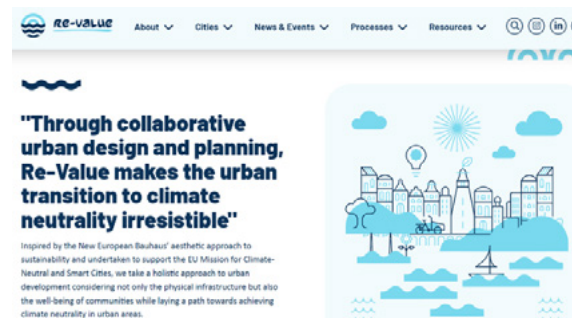 Re-Value
About
Cities
News & Events
Processes
Resources
"Through collaborative
urban design and planning,
Re-Value makes the urban
transition to climate
neutrality irresistible"
Inspired by the New European Bauhaus' aesthetic approach to
sustainability and undertaken to support the EU Mission for Climate-
Neutral and Smart Cities, we take a holistic approach to urban
development considering not only the physical infrastructure but also
the well-being of communities while laying a path towards achieving
climate neutrality in urban areas.